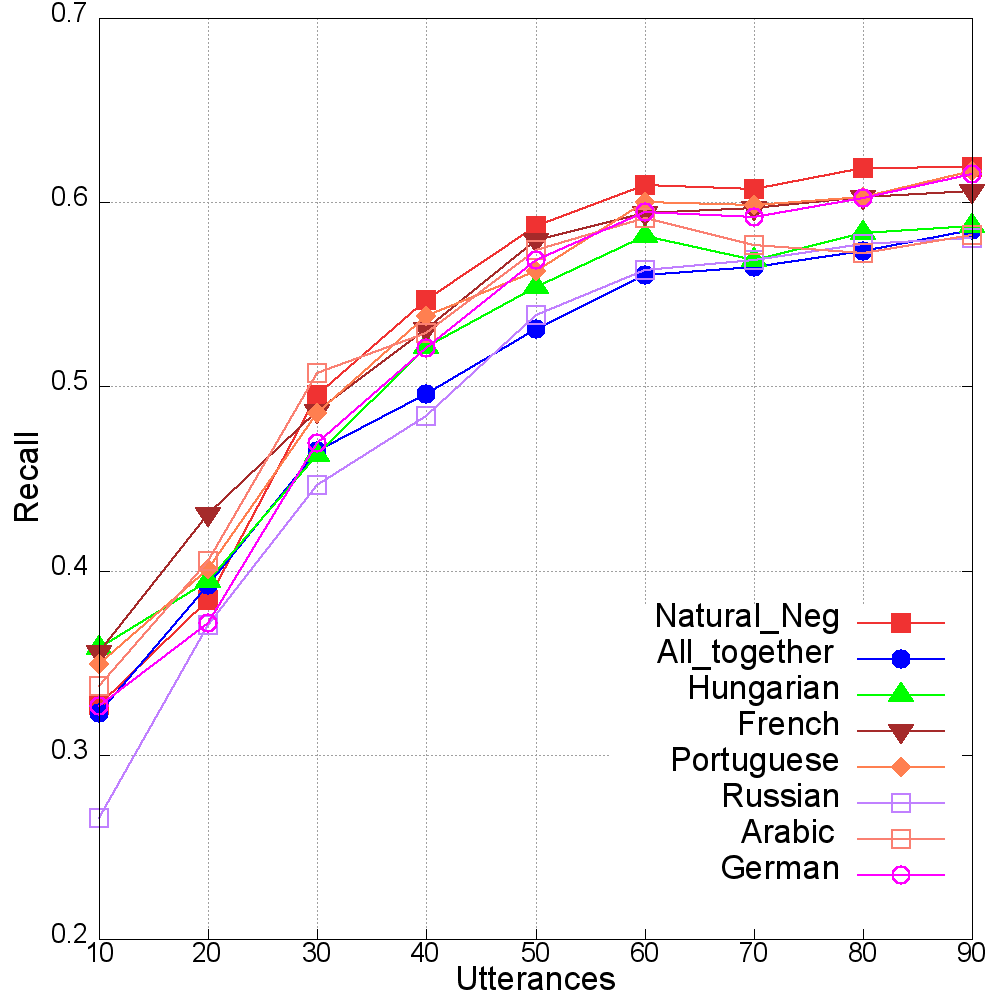 0.7
0.6
0.5
0.4
0.3
0.2
Recall
Natural_Neg
All_together
Hungarian
French
Portuguese
Russian
Arabic
German
10 20 30 40 50 60 70 80 90
Utterances